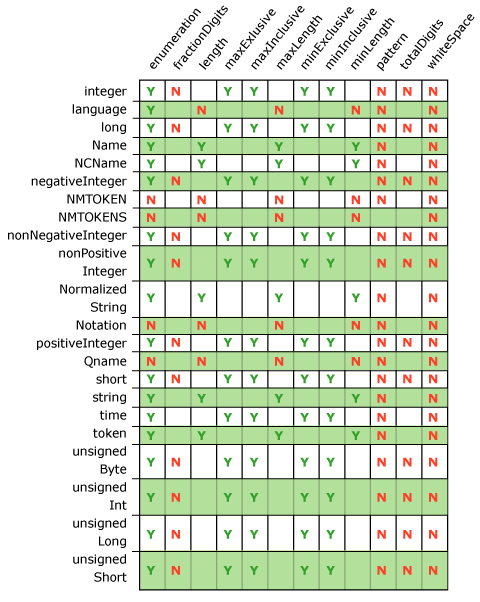 enumeration
fractionDigits
length
maxExlusive
maxInclusive
maxLength
minExclusive
minInclusive
minLength
pattern
totalDigits
whiteSpace
integer Y N Y Y Y Y N N N
language Y N N N N N
long Y N Y Y Y Y N N N
Name Y Y Y Y N N
NCName Y Y Y Y N N
negativeInteger Y N Y Y Y Y N N N
NMTOKEN N N N N N N
NMTOKENS N N N N N
nonNegativeInteger Y N Y Y Y Y N N N
nonPositive
Integer Y N Y Y Y Y N N N
Normalized
String Y Y Y Y N N
Notation N N N N N N
positiveInteger Y N Y Y Y Y N N N
Qname N N N N N N
short Y N Y Y Y Y N N N
string Y Y Y Y N N
time Y Y Y Y Y N N
token Y Y Y Y N N
unsigned
Byte Y N Y Y Y Y N N N
unsigned
Int Y N Y Y Y Y N N N
unsigned
Long Y N Y Y Y Y N N N
unsigned
Short Y N Y Y Y Y N N N